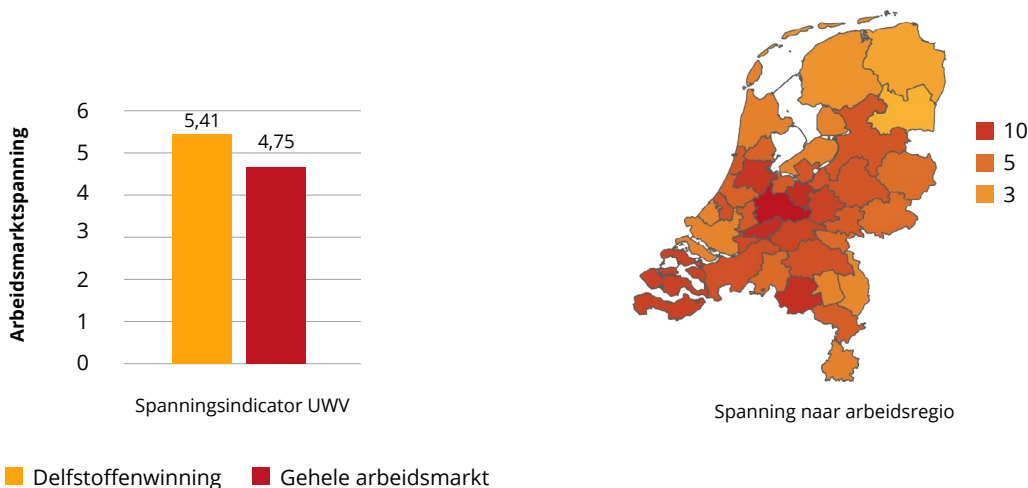 Arbeidsmarktspanning
6
5
4
3
2
1
0
5,41
4,75
Spanningsindicator UWV
Delfstoffenwinning
Gehele arbeidsmarkt
10
5
3
Spanning naar arbeidsregio